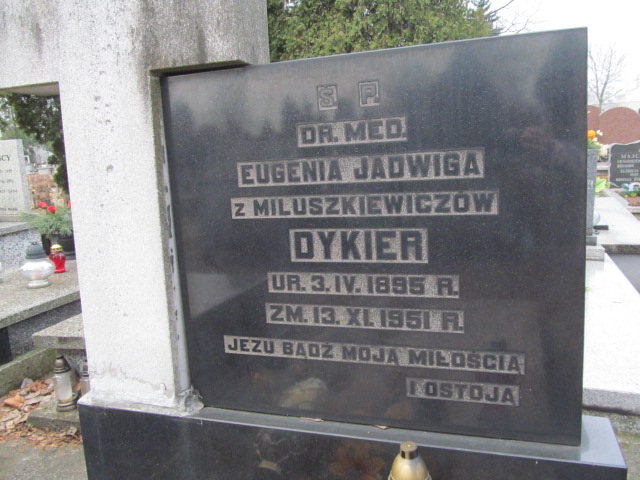 Ś. P.
DR. MED.
EUGENIA JADWIGA
Z MILUSZKIEWICZÓW
DYKIER
UR. 3. IV. 1895 R.
ZM. 13. XI. 1951 R.
JEZU BĄDŹ MOJĄ MIŁOŚCIĄ
I OSTOJĄ